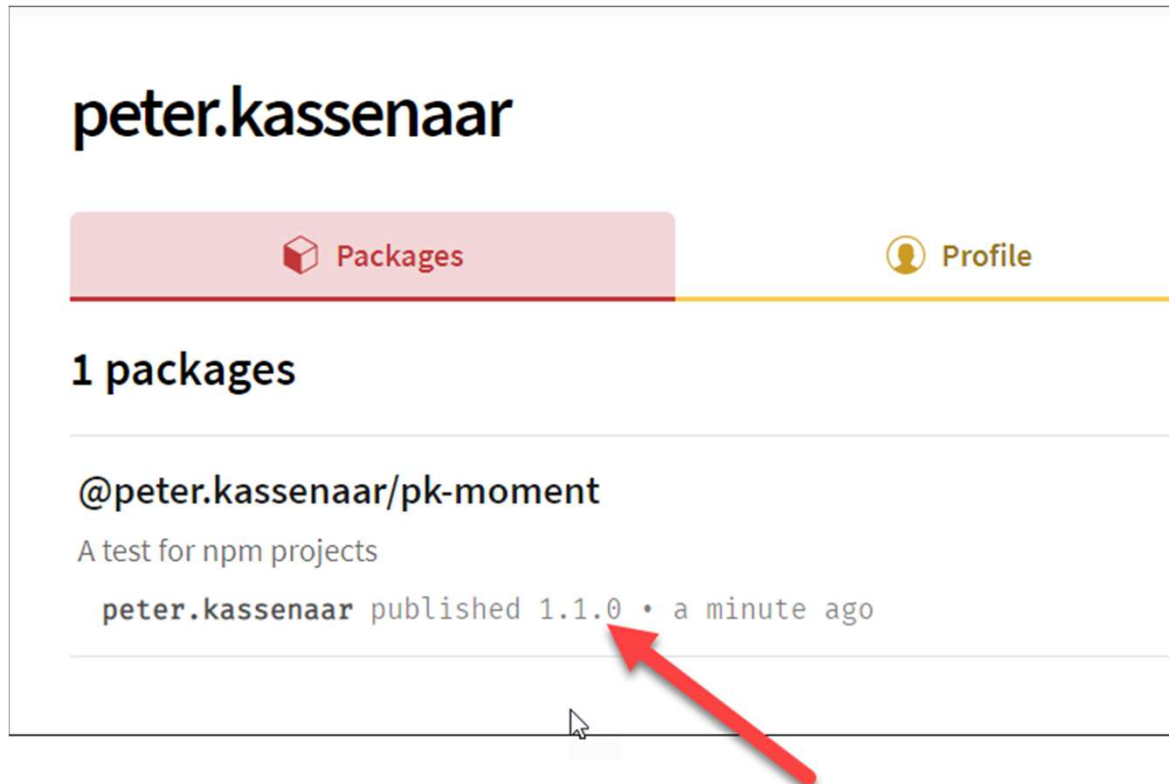 peter.kassenaar
Packages
Profile
1 packages
@peter.kassenaar/pk-moment
A test for npm projects
peter.kassenaar published 1.1.0 • a minute ago